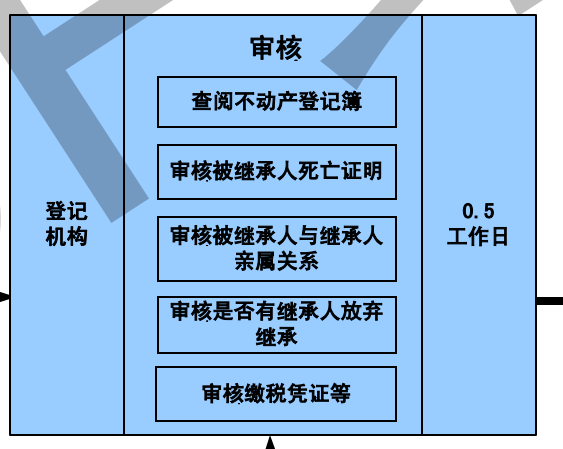 审核
查阅不动产登记簿
审核被继承人死亡证明
登记
机构
审核被继承人与继承人
亲属关系
0.5
工作日
审核是否有继承人放弃
继承
审核缴税凭证等